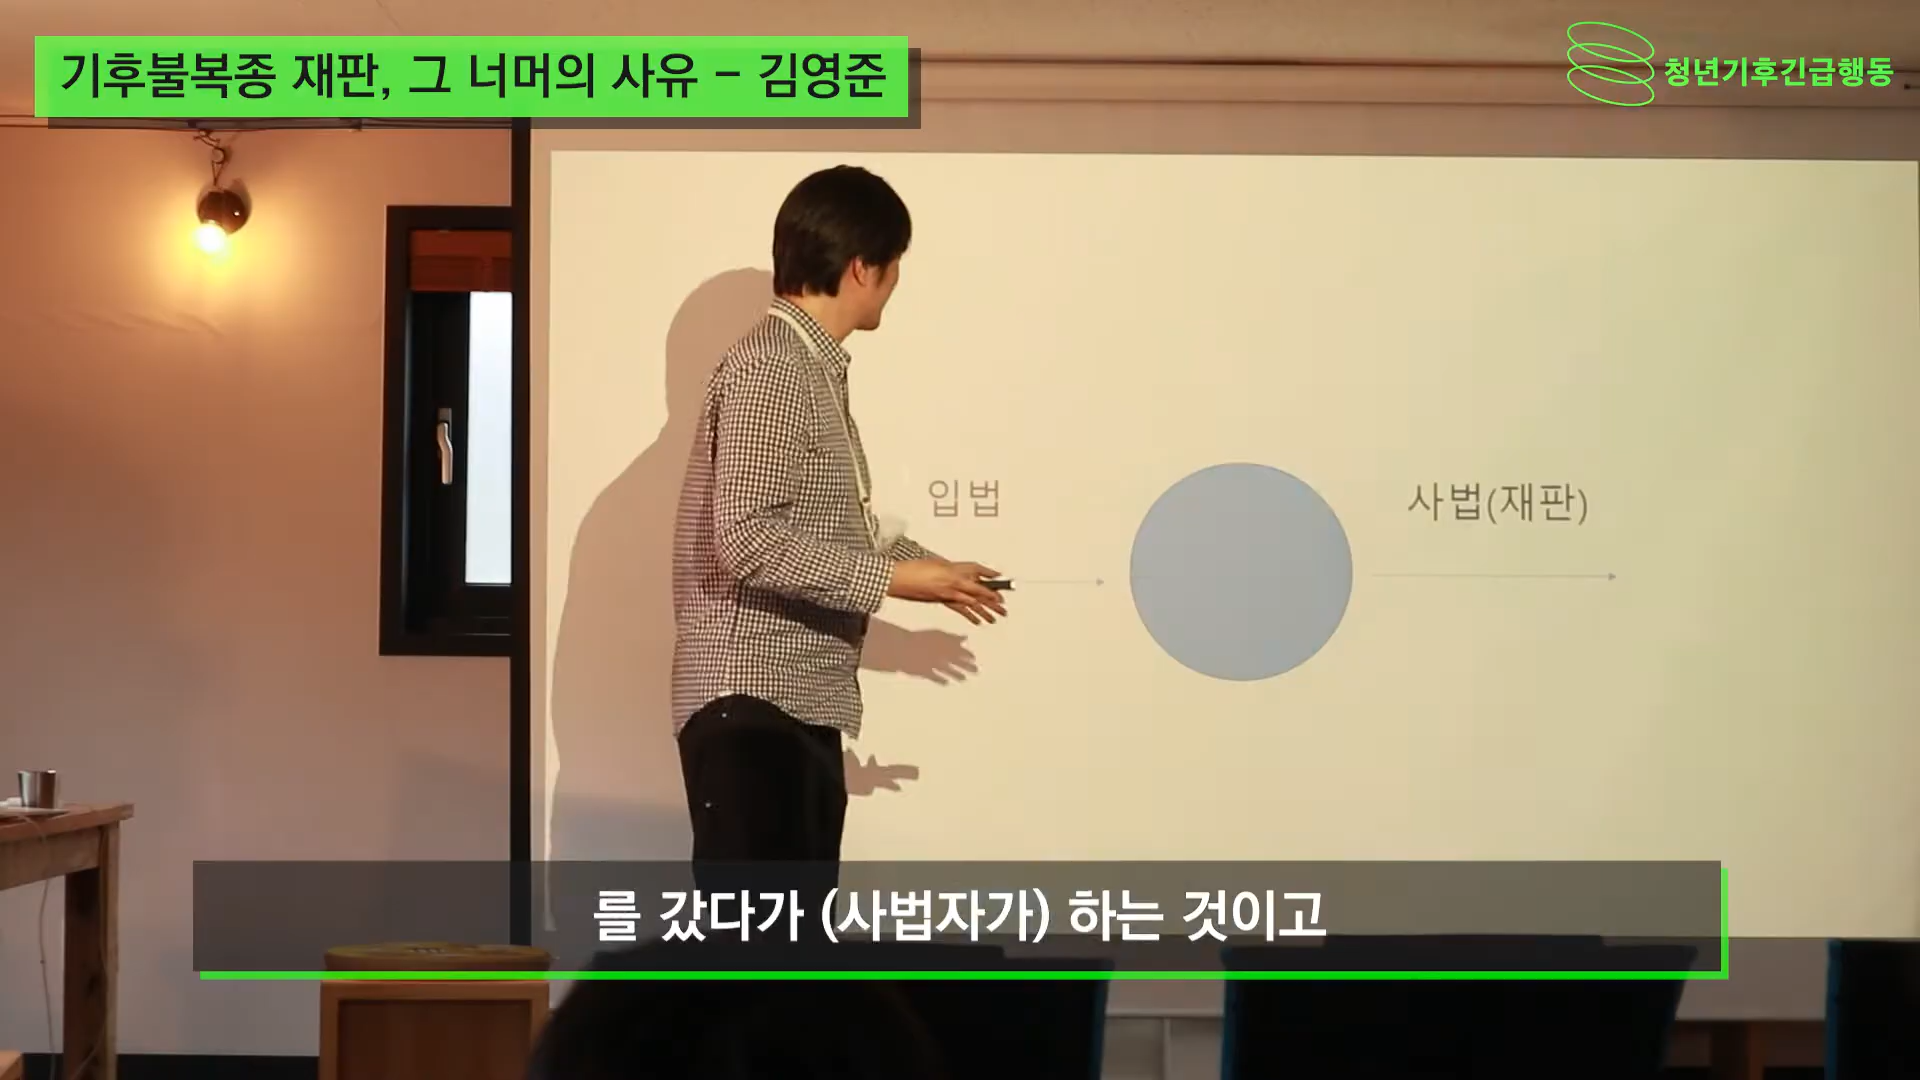 기후불복종 재판, 그 너머의 사유 - 김영준
청년기후긴급행동
입법
사법(재판)
를 갔다가 (사법자가) 하는 것이고